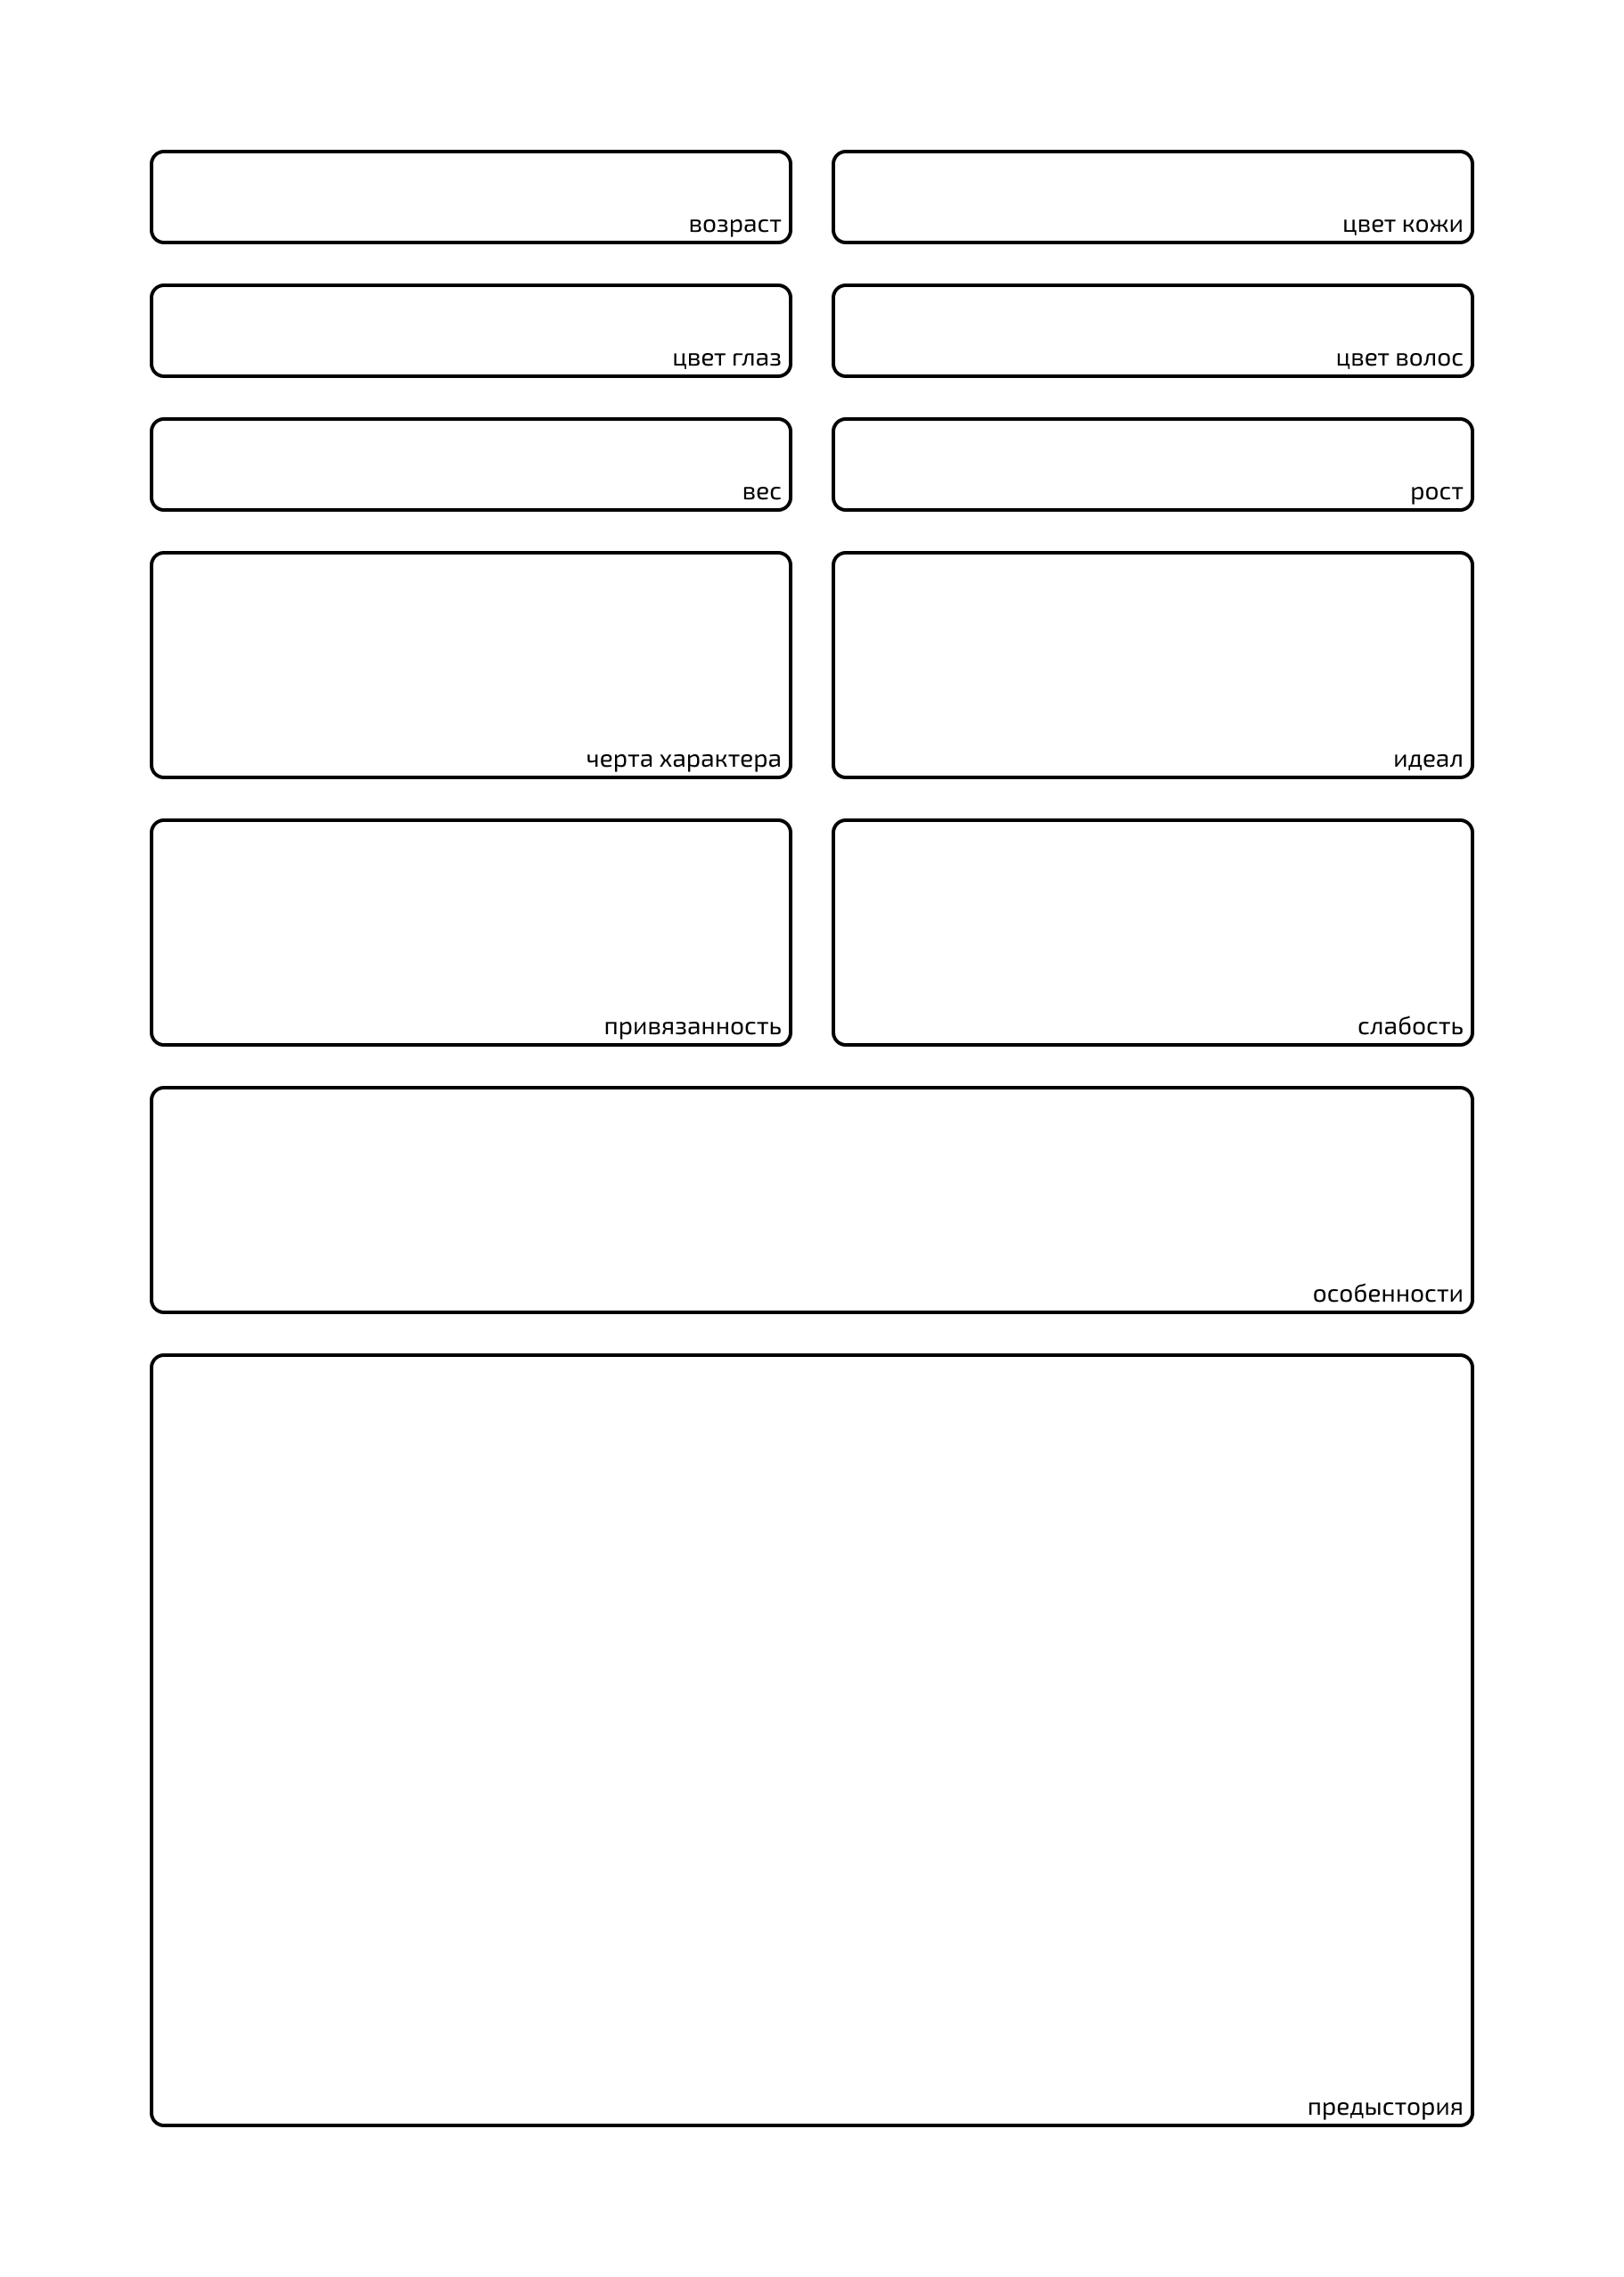 возраст
цвет кожи
цвет глаз
цвет волос
вес
рост
черта характера
идеал
привязанность
слабость
особенности
предыстория